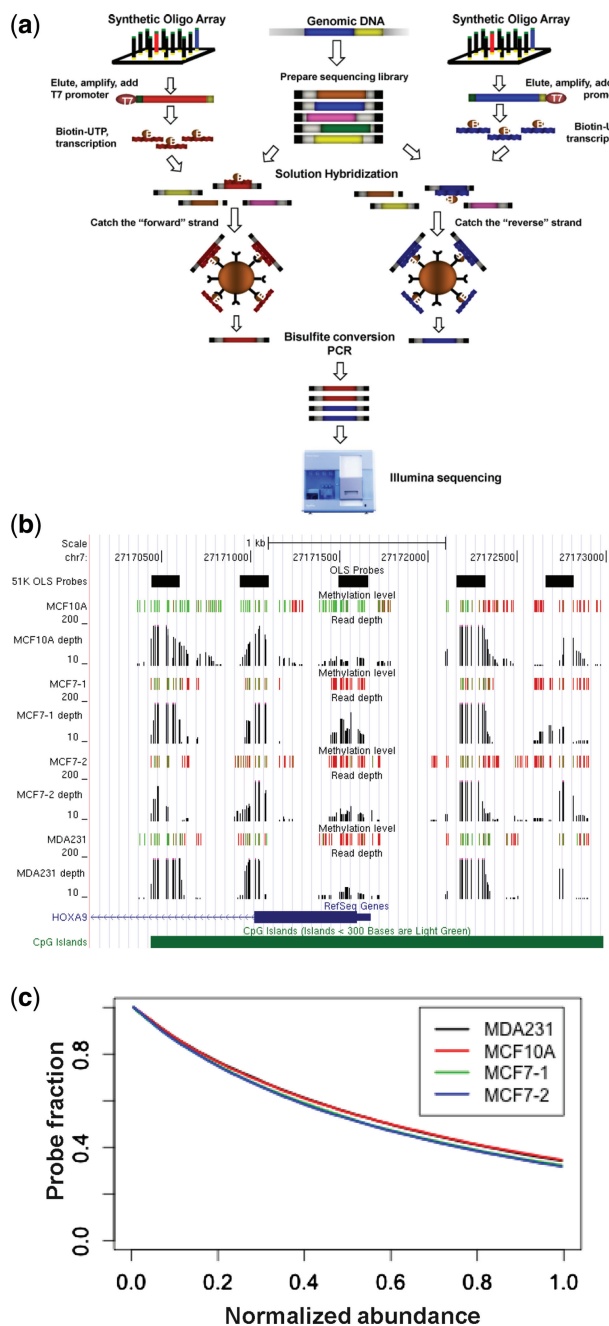 (a)
Synthetic Oligo Array
Genomic DNA
Synthetic Oligo Array
Elute, amplify, add
T7 promoter
T7
Prepare sequencing library
Elute, amplify, ad
promo
T7
Biotin-UTP,
transcription
B
B
B
B
B
B
Biotin-U
transcripti
Solution Hybridization
B
B
Catch the "forward" strand
Catch the "reverse" strand
B
B
B
B
B
B
B
B
Bisulfite conversion
PCR
Illumina sequencing
(b)
Scale
1 kb
chr7:
27170500
27171000
27171500
27172000
27172500
27173000
OLS Probes
51K OLS Probes
Methylation level
MCF10A
200
Read depth
MCF10A depth
10
Methylation level
MCF7-1
200
Read depth
MCF7-1 depth
10
Methylation level
MCF7-2
200
Read depth
MCF7-2 depth
10
Methylation level
MDA231
200
Read depth
MDA231 depth
10
RefSeq Genes
HOXA9
CpG Islands (Islands < 300 Bases are Light Green)
CpG Islands
(c)
MDA231
MCF10A
MCF7-1
MCF7-2
Probe fraction
0.8
0.4
0.0
0.0
0.2
0.4
0.6
0.8
1.0
Normalized abundance